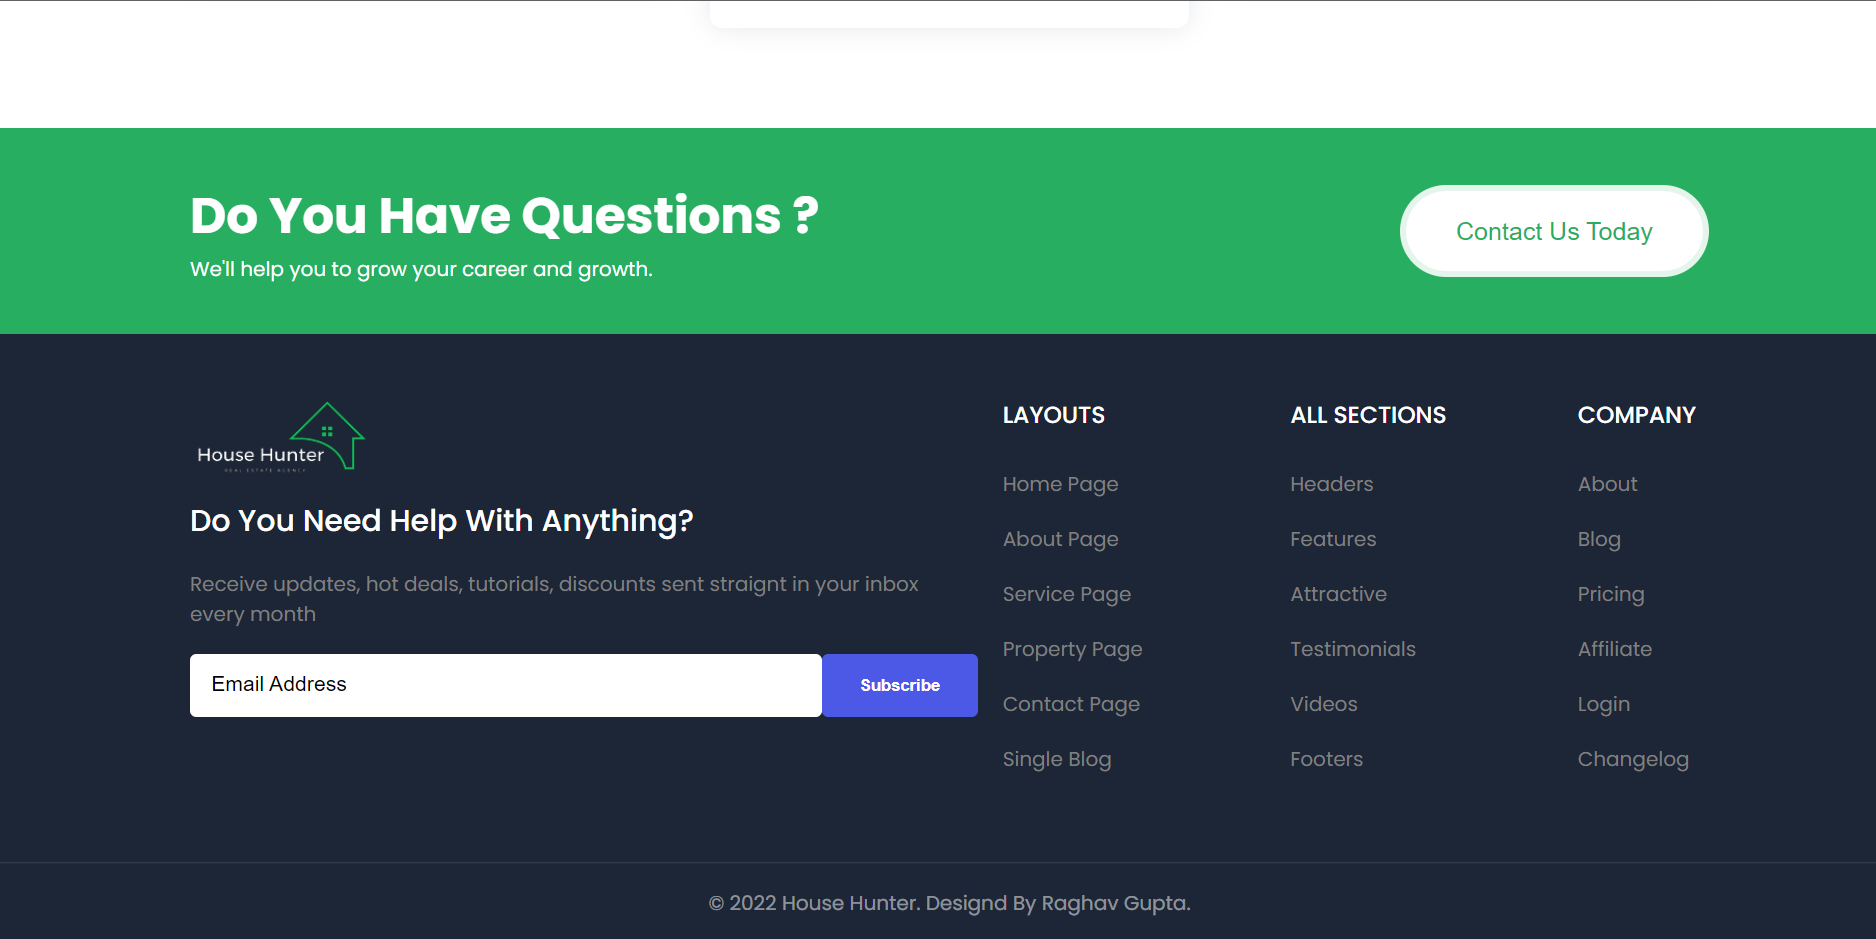 Do You Have Questions ?
We'll help you to grow your career and growth.
Contact Us Today
House Hunter
REAL ESTATE AGENCY
Do You Need Help With Anything?
Receive updates, hot deals, tutorials, discounts sent straignt in your inbox
every month
Email Address
Subscribe
LAYOUTS
Home Page
About Page
Service Page
Property Page
Contact Page
Single Blog
ALL SECTIONS
Headers
Features
Attractive
Testimonials
Videos
Footers
COMPANY
About
Blog
Pricing
Affiliate
Login
Changelog
© 2022 House Hunter. Designd By Raghav Gupta.